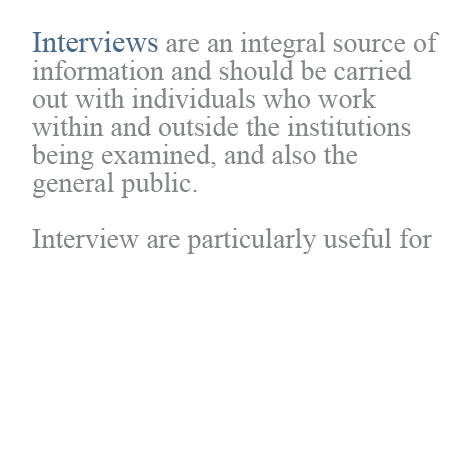 Interviews are an integral source of
information and should be carried
out with individuals who work
within and outside the institutions
being examined, and also the
general public.
Interview are particularly useful for